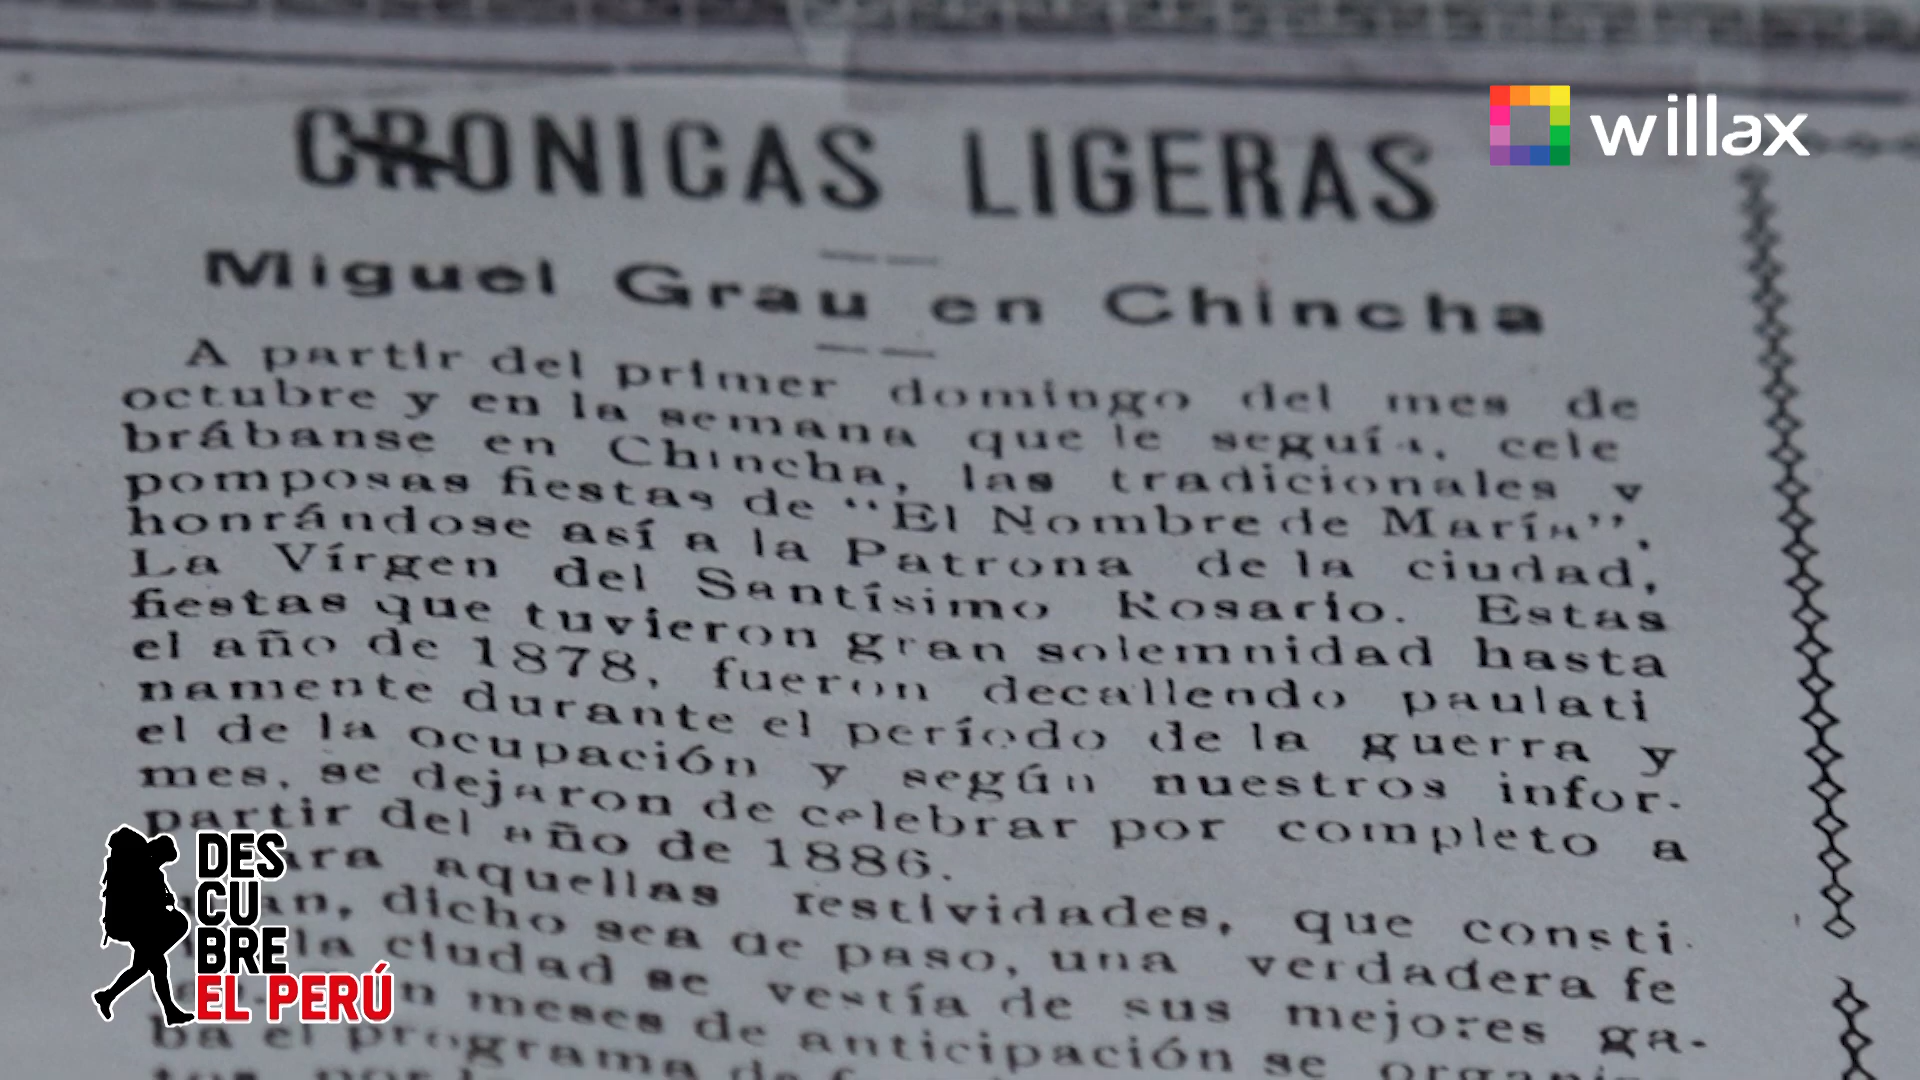 willax
CRONICAS LIGERAS
Miguel Grau en Chincha
A partir del primer domingo del mes de
octubre y en la semana que le seguía, cele
brábanse en Chincha, las tradicionales y
pomposas fiestas de "El Nombre de María",
honrándose así a la Patrona de la ciudad,
La Vírgen del Santísimo Rosario. Estas
fiestas que tuvieron gran solemnidad hasta
el año de 1878, fueron decallendo paulati
namente durante el período de la guerra y
el de la ocupación y según nuestros infor-
mes, se dejaron de celebrar por completo a
partir del año de 1886.
aquellas festividades, que consti-
dicho sea de paso, una verdadera fe
la ciudad se vestía de sus mejores ga-
meses de anticipación se
ba el programa de
DES
CU
BRE
EL PERÚ